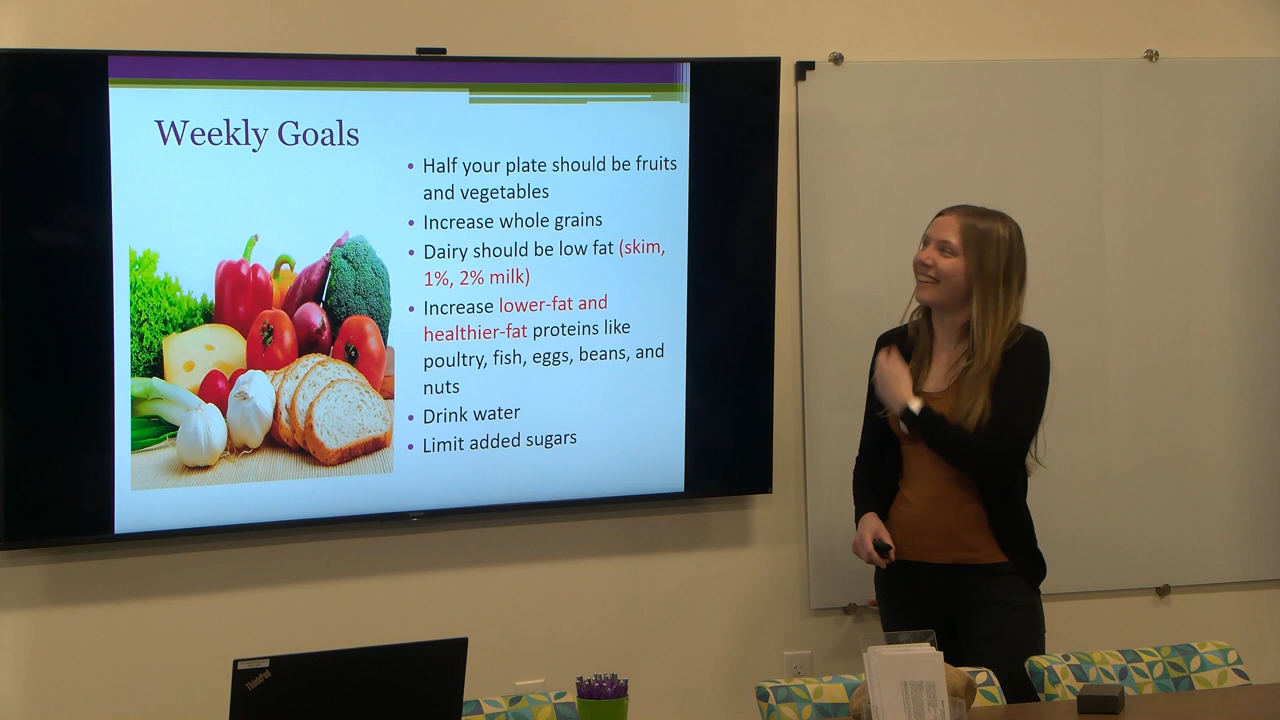 Weekly Goals
• Half your plate should be fruits
and vegetables
• Increase whole grains
• Dairy should be low fat (skim,
1%, 2% milk)
• Increase lower-fat and
healthier-fat proteins like
poultry, fish, eggs, beans, and
nuts
• Drink water
• Limit added sugars
ThinkPad